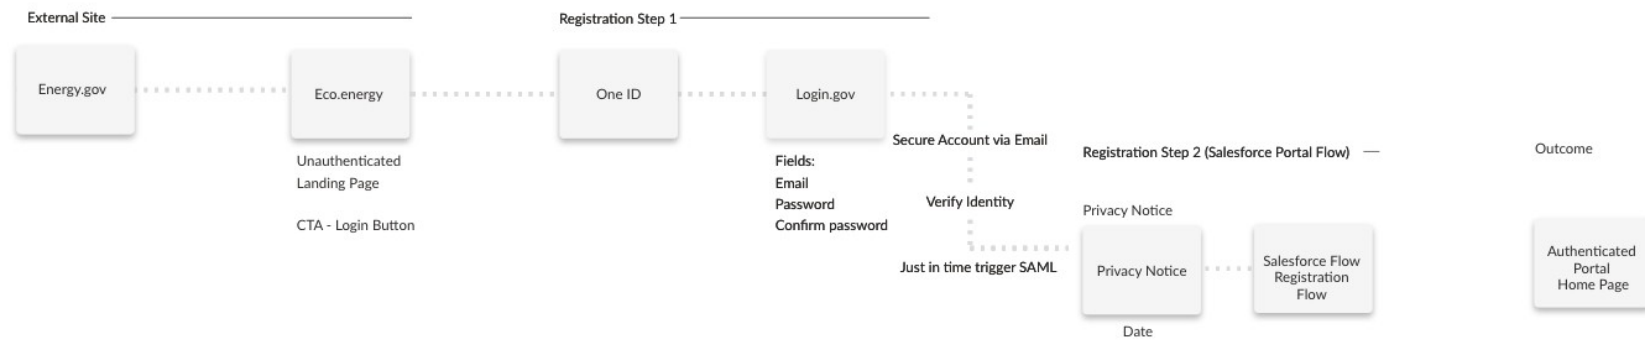 External Site
Energy.gov
Eco.energy
Unauthenticated
Landing Page
CTA - Login Button
Registration Step 1
One ID
Login.gov
Fields:
Email
Password
Confirm password
Secure Account via Email
Verify Identity
Just in time trigger SAML
Registration Step 2 (Salesforce Portal Flow)
Privacy Notice
Privacy Notice
Date
Salesforce Flow
Registration
Flow
Outcome
Authenticated
Portal
Home Page